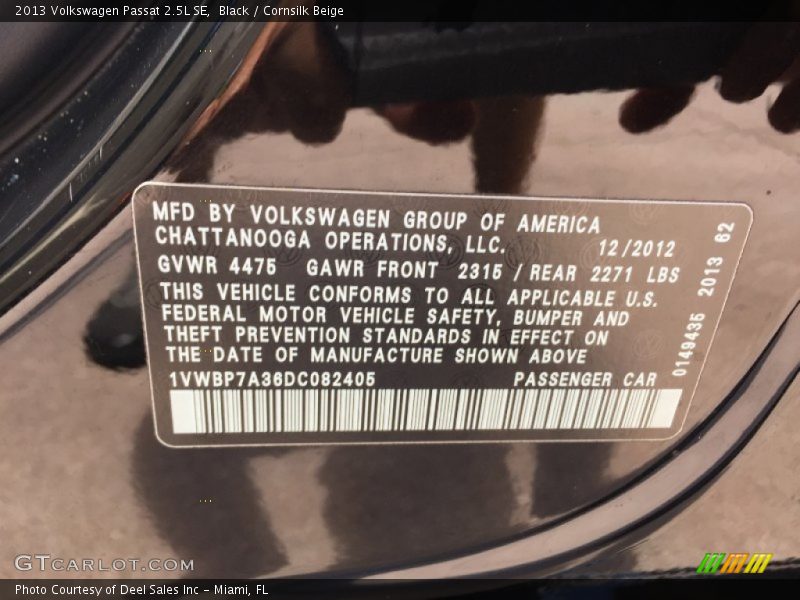 2013 Volkswagen Passat 2.5L SE, Black / Cornsilk Beige
MFD BY VOLKSWAGEN GROUP OF AMERICA
CHATTANOOGA OPERATIONS, LLC. 12/2012
GVWR 4475 GAWR FRONT 2315 / REAR 2271 LBS
THIS VEHICLE CONFORMS TO ALL APPLICABLE U.S.
FEDERAL MOTOR VEHICLE SAFETY, BUMPER AND
THEFT PREVENTION STANDARDS IN EFFECT ON
THE DATE OF MANUFACTURE SHOWN ABOVE
1VWBP7A36DC082405 PASSENGER CAR
0149435 2013 62
GTCARLOT.COM
Photo Courtesy of Deel Sales Inc - Miami, FL